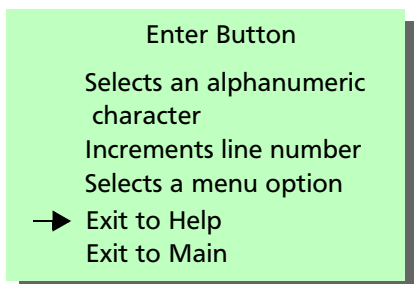 Enter Button
Selects an alphanumeric
character
Increments line number
Selects a menu option
Exit to Help
Exit to Main